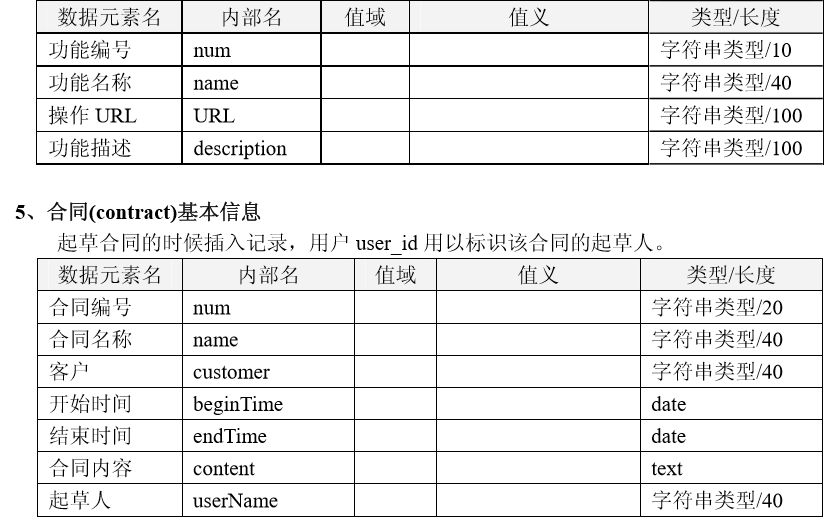 数据元素名 内部名 值域 值义 类型/长度
功能编号 num 字符串类型/10
功能名称 name 字符串类型/40
操作 URL URL 字符串类型/100
功能描述 description 字符串类型/100
5、合同(contract)基本信息
起草合同的时候插入记录，用户 user_id 用以标识该合同的起草人。
数据元素名 内部名 值域 值义 类型/长度
合同编号 num 字符串类型/20
合同名称 name 字符串类型/40
客户 customer 字符串类型/40
开始时间 beginTime date
结束时间 endTime date
合同内容 content text
起草人 userName 字符串类型/40